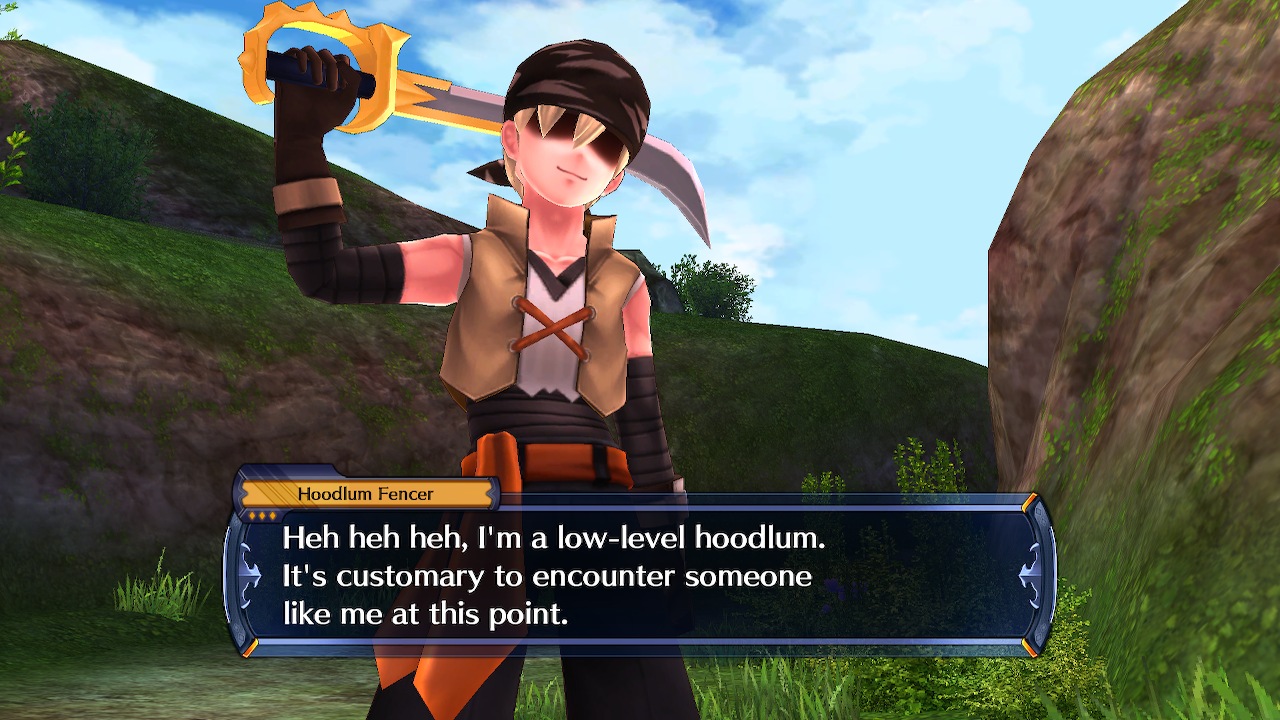 Hoodlum Fencer
Heh heh heh, I'm a low-level hoodlum.
It's customary to encounter someone
like me at this point.